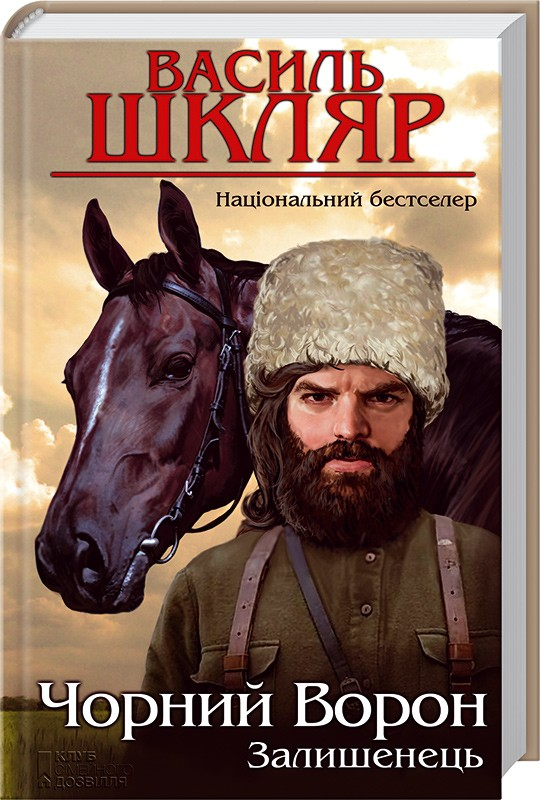 ВАСИЛЬ
ШКЛЯР
Національний бестселер
Чорний Ворон
Залишенець
КЛУБ
СІМЕЙНОГО
ДОЗВІЛЛЯ